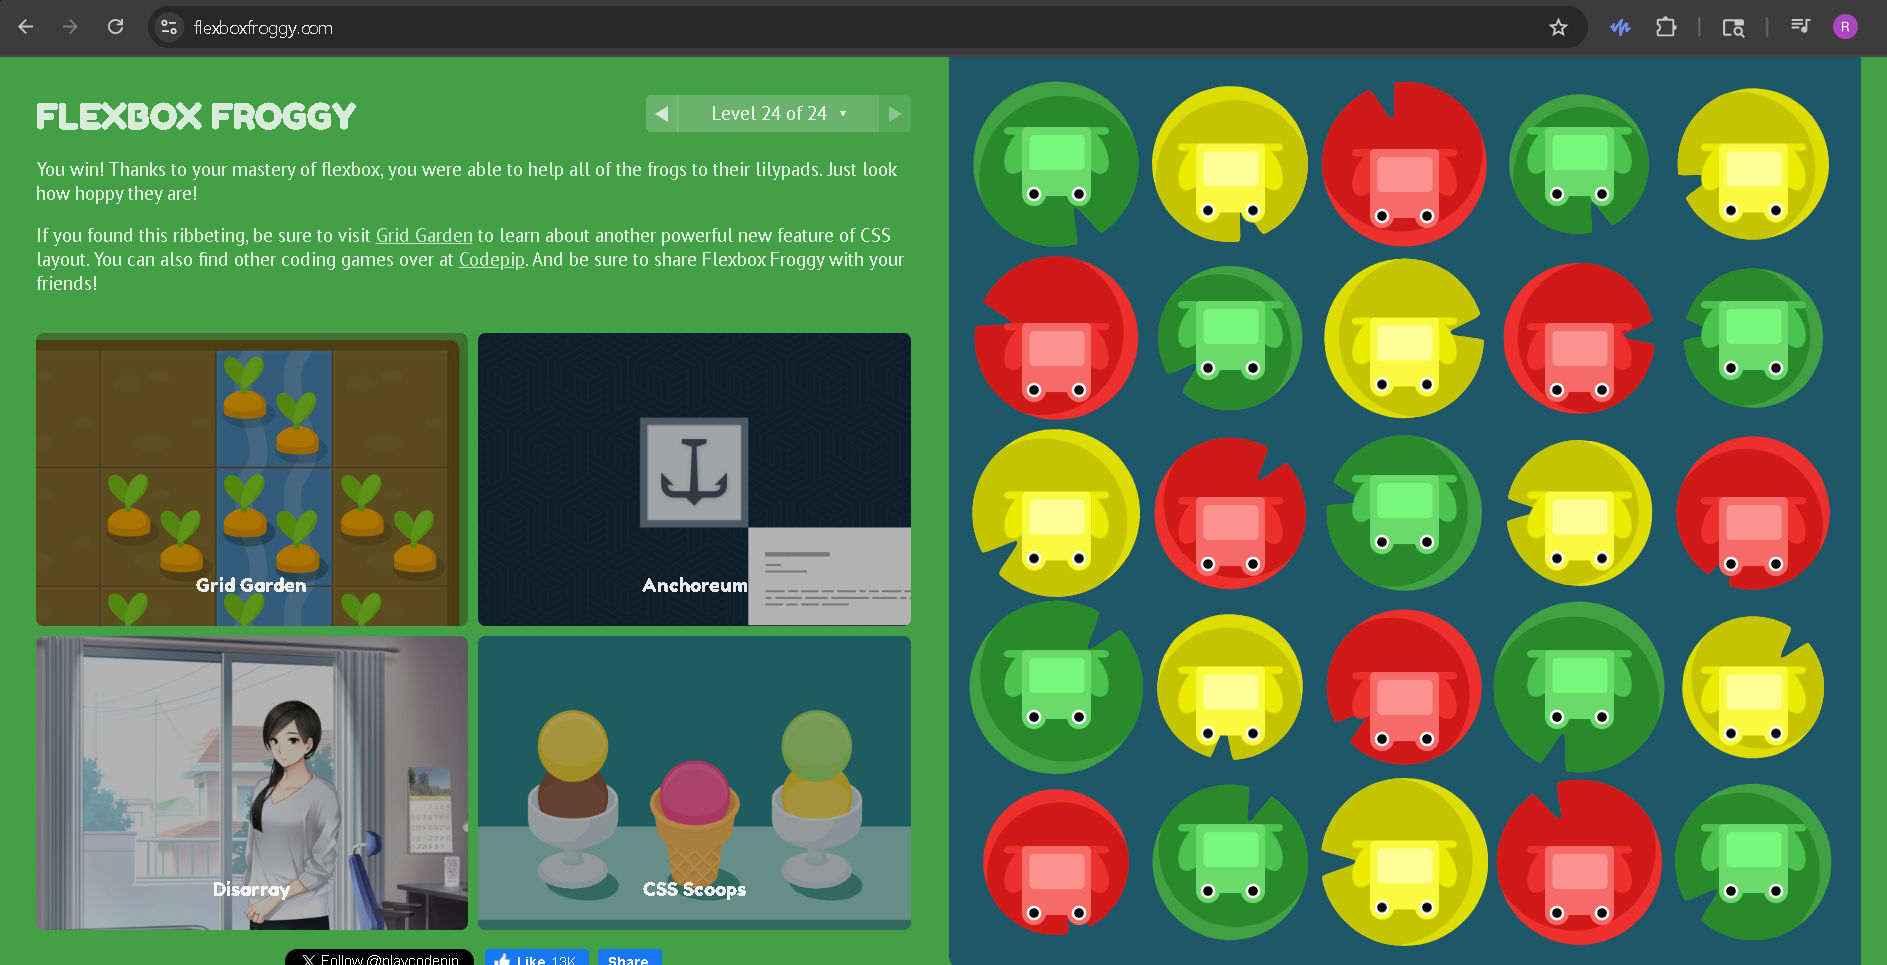 flexboxfroggy.com
R
FLEXBOX FROGGY
Level 24 of 24
You win! Thanks to your mastery of flexbox, you were able to help all of the frogs to their lilypads. Just look
how hoppy they are!
If you found this ribbeting, be sure to visit Grid Garden to learn about another powerful new feature of CSS
layout. You can also find other coding games over at Codepip. And be sure to share Flexbox Froggy with your
friends!
Grid Garden
Anchoreum
Disarray
CSS Scoops
X Follow @playcodepip
Like 13K
Share